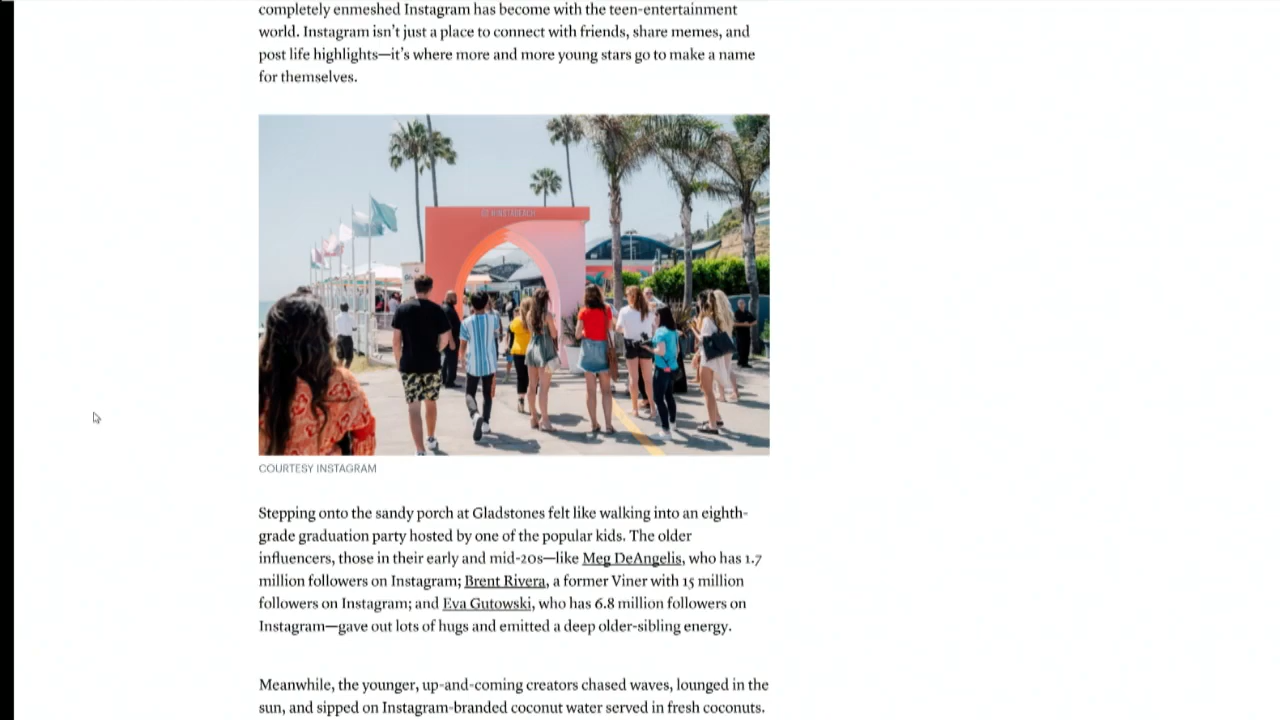 completely enmeshed Instagram has become with the teen-entertainment
world. Instagram isn’t just a place to connect with friends, share memes, and
post life highlights—it’s where more and more young stars go to make a name
for themselves.
#INSTABEACH
COURTESY INSTAGRAM
Stepping onto the sandy porch at Gladstones felt like walking into an eighth-
grade graduation party hosted by one of the popular kids. The older
influencers, those in their early and mid-20s—like Meg DeAngelis, who has 1.7
million followers on Instagram; Brent Rivera, a former Viner with 15 million
followers on Instagram; and Eva Gutowski, who has 6.8 million followers on
Instagram—gave out lots of hugs and emitted a deep older-sibling energy.
Meanwhile, the younger, up-and-coming creators chased waves, lounged in the
sun, and sipped on Instagram-branded coconut water served in fresh coconuts.